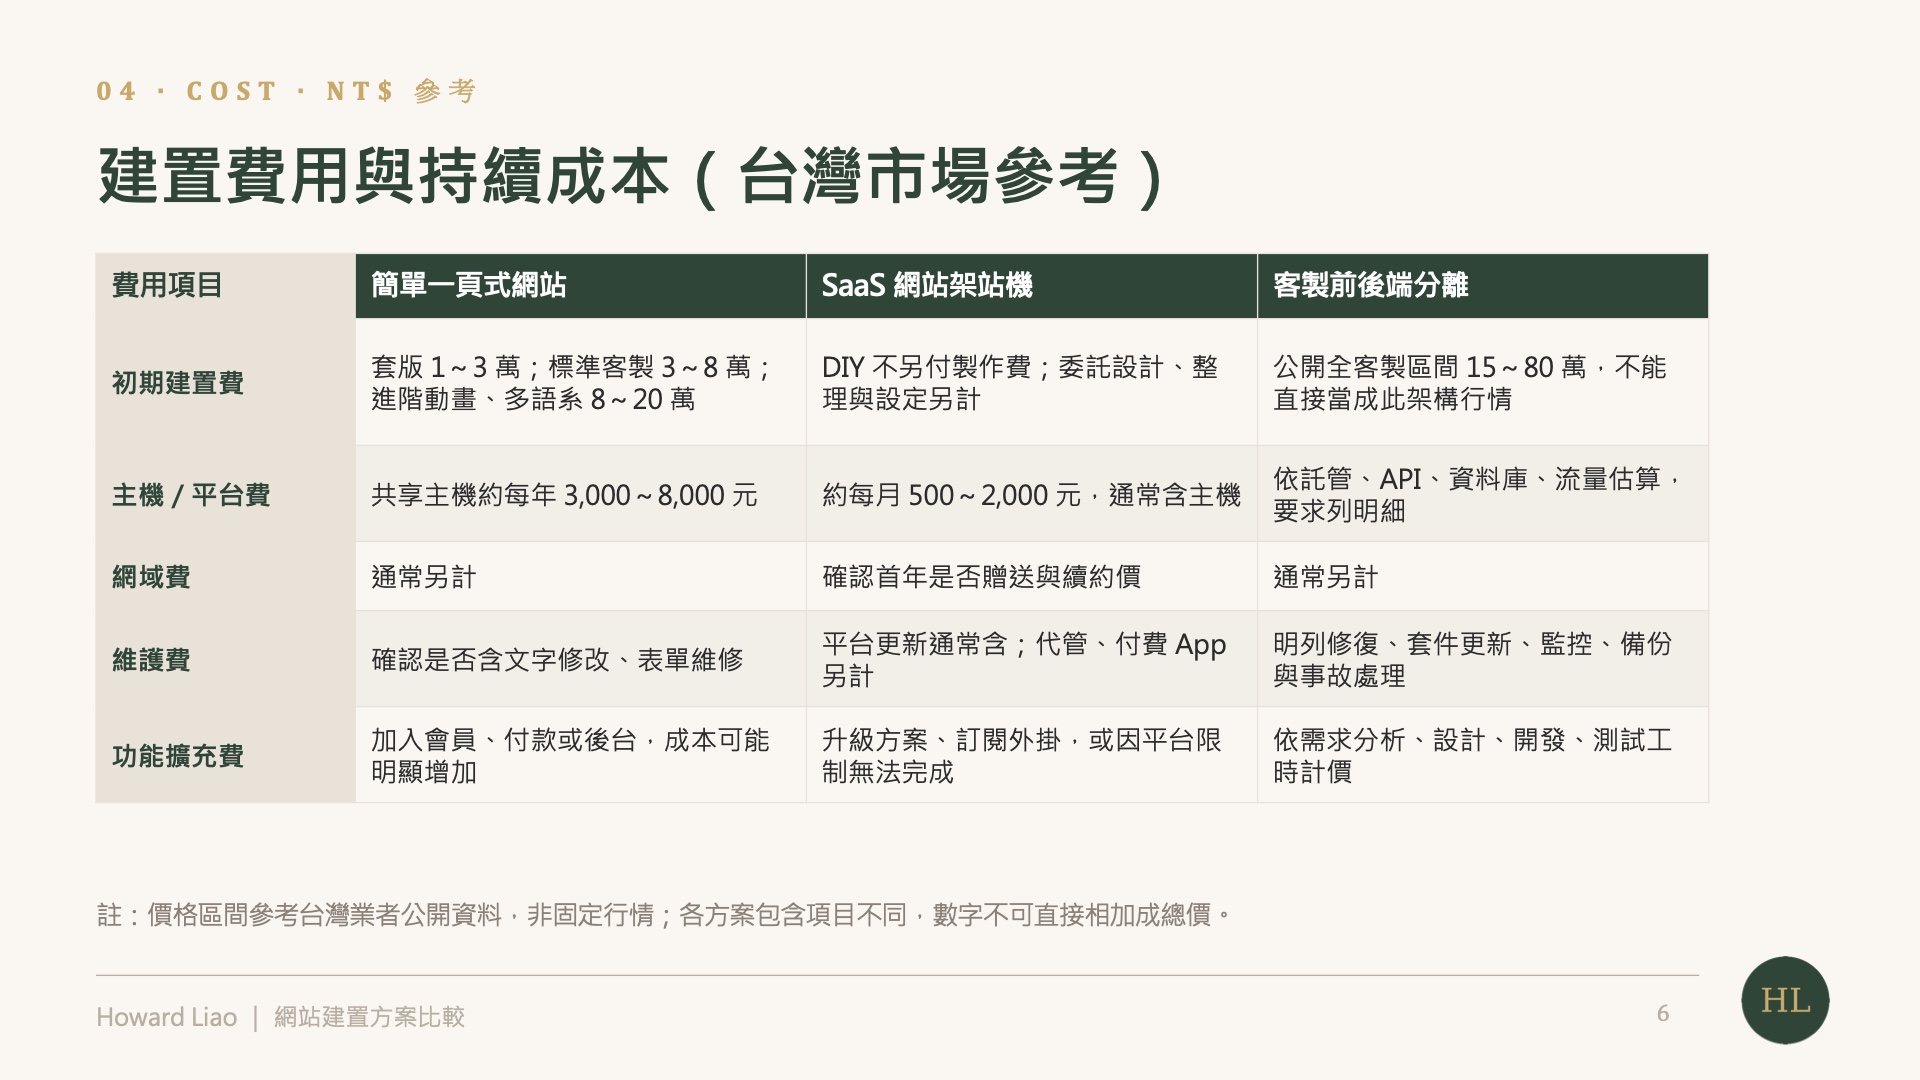 04 · COST · NT$ 參考
建置費用與持續成本（台灣市場參考）
費用項目
簡單一頁式網站
SaaS 網站架站機
客製前後端分離
初期建置費
套版 1～3 萬；標準客製 3～8 萬；
進階動畫、多語系 8～20 萬
DIY 不另付製作費；委託設計、整
理與設定另計
公開全客製區間 15～80 萬，不能
直接當成此架構行情
主機 / 平台費
共享主機約每年 3,000～8,000 元
約每月 500～2,000 元，通常含主機
依託管、API、資料庫、流量估算，
要求列明細
網域費
通常另計
確認首年是否贈送與續約價
通常另計
維護費
確認是否含文字修改、表單維修
平台更新通常含；代管、付費 App
另計
明列修復、套件更新、監控、備份
與事故處理
功能擴充費
加入會員、付款或後台，成本可能
明顯增加
升級方案、訂閱外掛，或因平台限
制無法完成
依需求分析、設計、開發、測試工
時計價
註：價格區間參考台灣業者公開資料，非固定行情；各方案包含項目不同，數字不可直接相加成總價。
Howard Liao ｜ 網站建置方案比較
6
HL